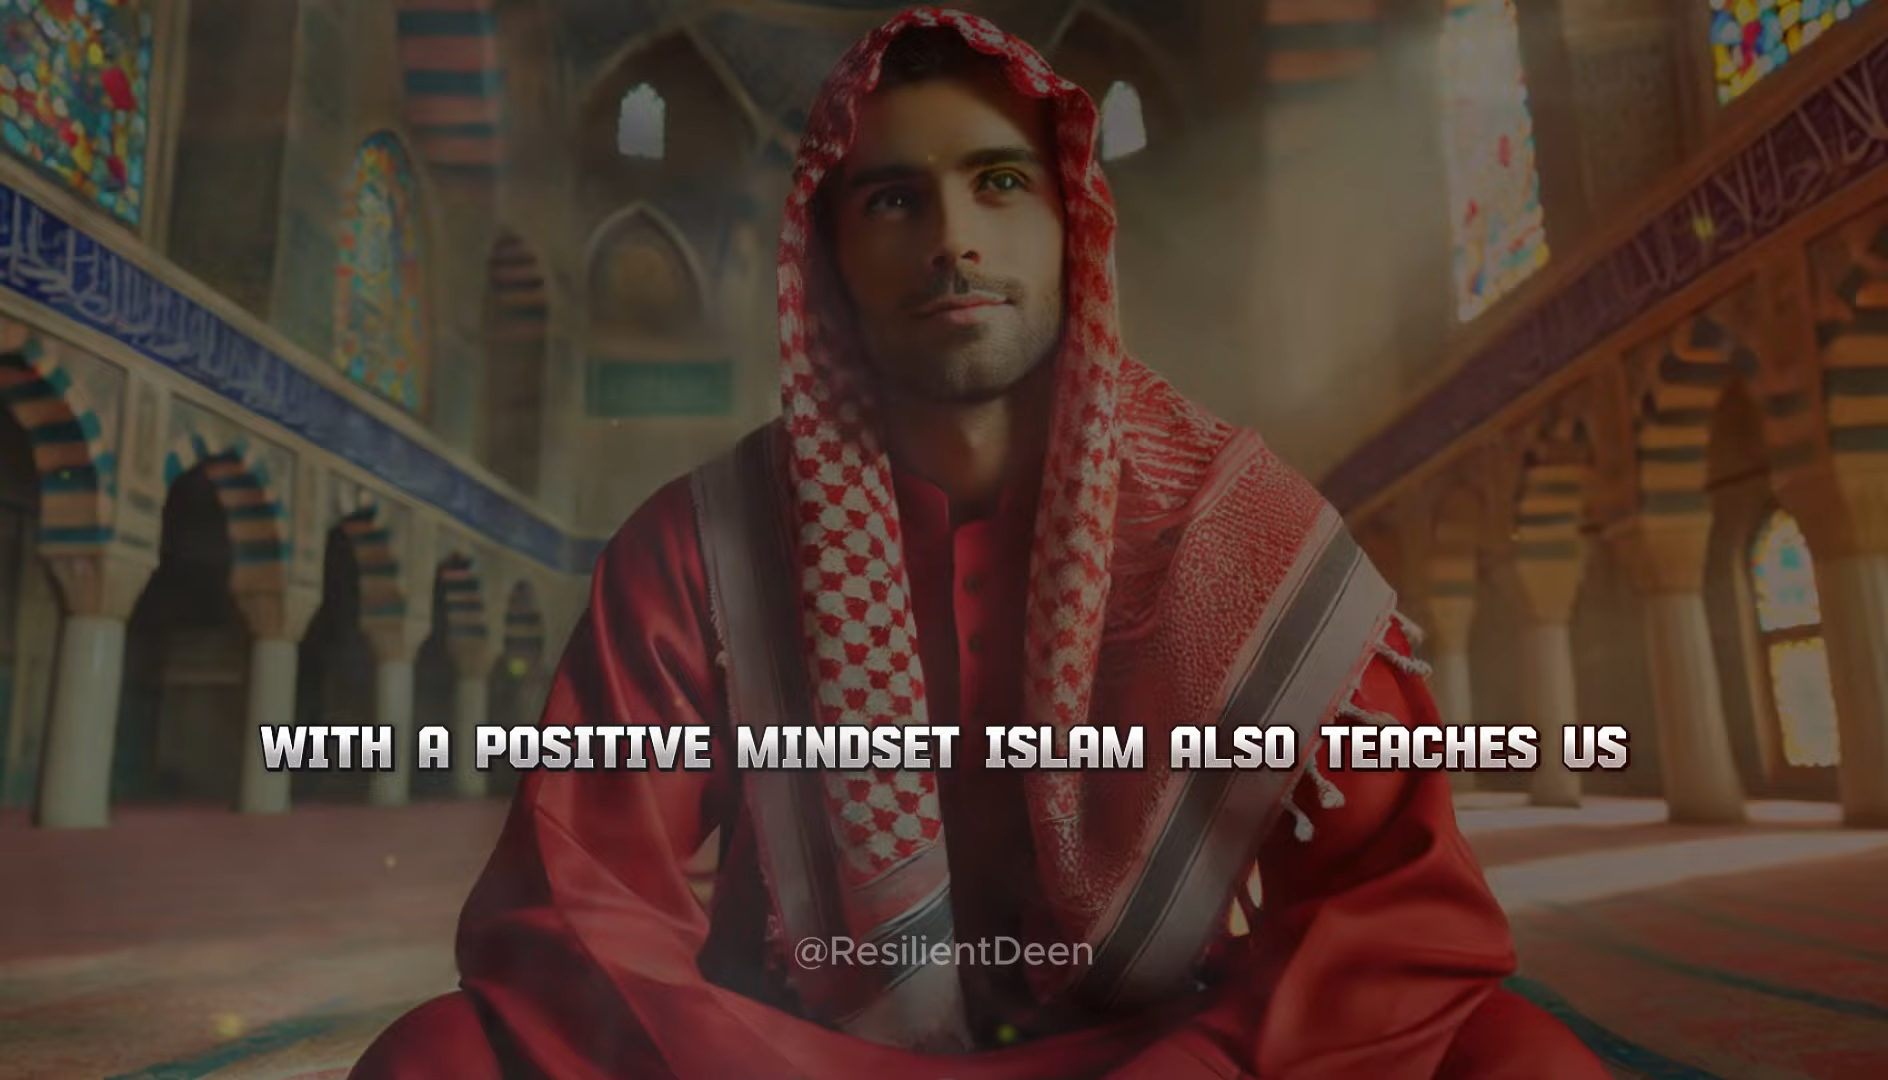 WITH A POSITIVE MINDSET ISLAM ALSO TEACHES US
@ResilientDeen